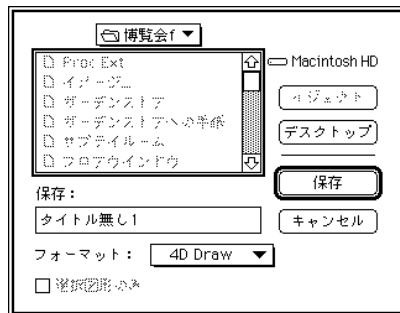 博覧会f
Proc Ext
イメージ_
ガーデンストア
ガーデンストアへの手紙
サブテイルーム
フロアウインドウ
Macintosh HD
イジェクト
デスクトップ
保存
キャンセル
保存：
タイトル無し1
フォーマット： 4D Draw
選択図形のみ